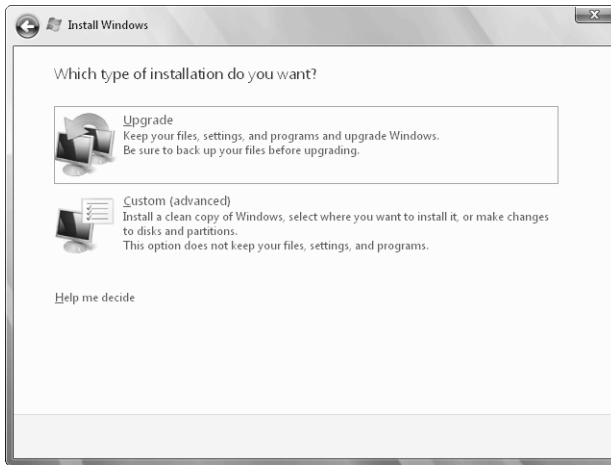 Install Windows
Which type of installation do you want?
Upgrade
Keep your files, settings, and programs and upgrade Windows.
Be sure to back up your files before upgrading.
Custom (advanced)
Install a clean copy of Windows, select where you want to install it, or make changes
to disks and partitions.
This option does not keep your files, settings, and programs.
Help me decide